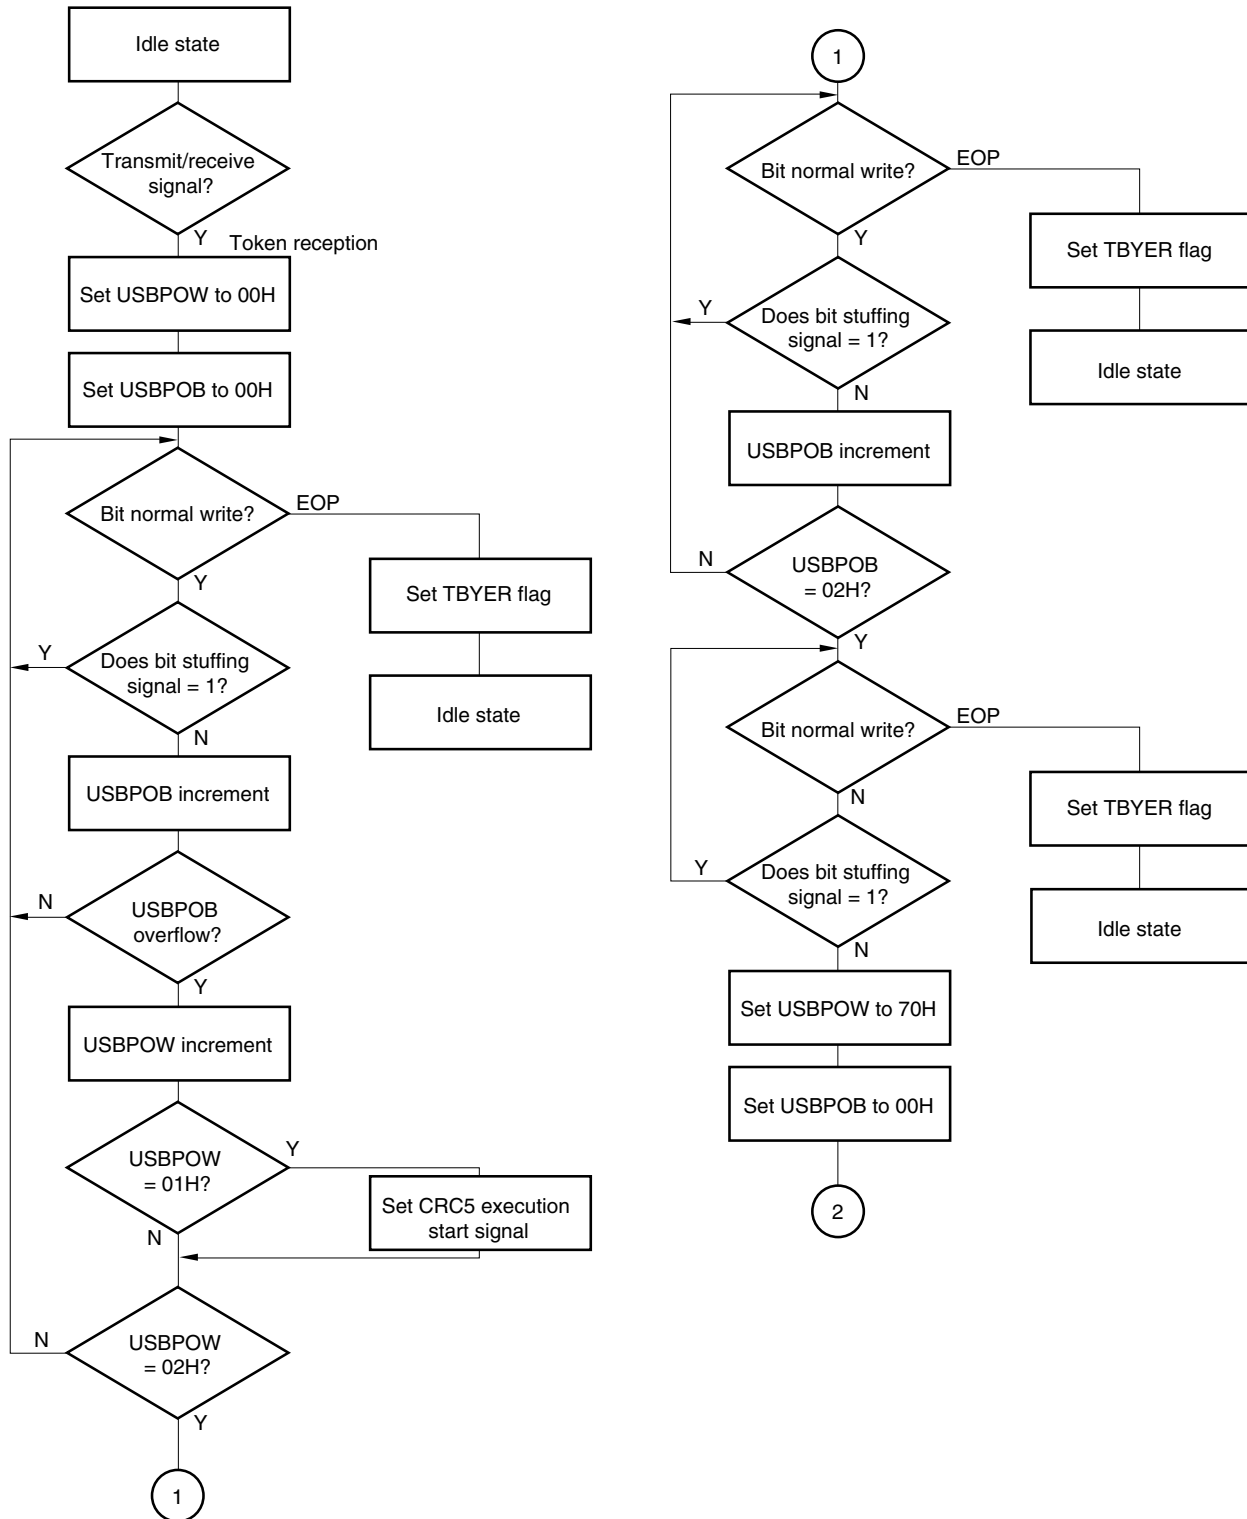 Idle state
Transmit/receive
signal?
Y
Token reception
Set USBPOW to 00H
Set USBPOB to 00H
Bit normal write?
EOP
Y
Set TBYER flag
Y
Does bit stuffing
signal = 1?
Idle state
N
USBPOB increment
N
USBPOB
overflow?
Y
USBPOW increment
USBPOW
= 01H?
Y
Set CRC5 execution
start signal
N
N
USBPOW
= 02H?
Y
1
1
Bit normal write?
EOP
Y
Set TBYER flag
Y
Does bit stuffing
signal = 1?
Idle state
N
USBPOB increment
N
USBPOB
= 02H?
Y
Bit normal write?
EOP
N
Set TBYER flag
Y
Does bit stuffing
signal = 1?
Idle state
N
Set USBPOW to 70H
Set USBPOB to 00H
2